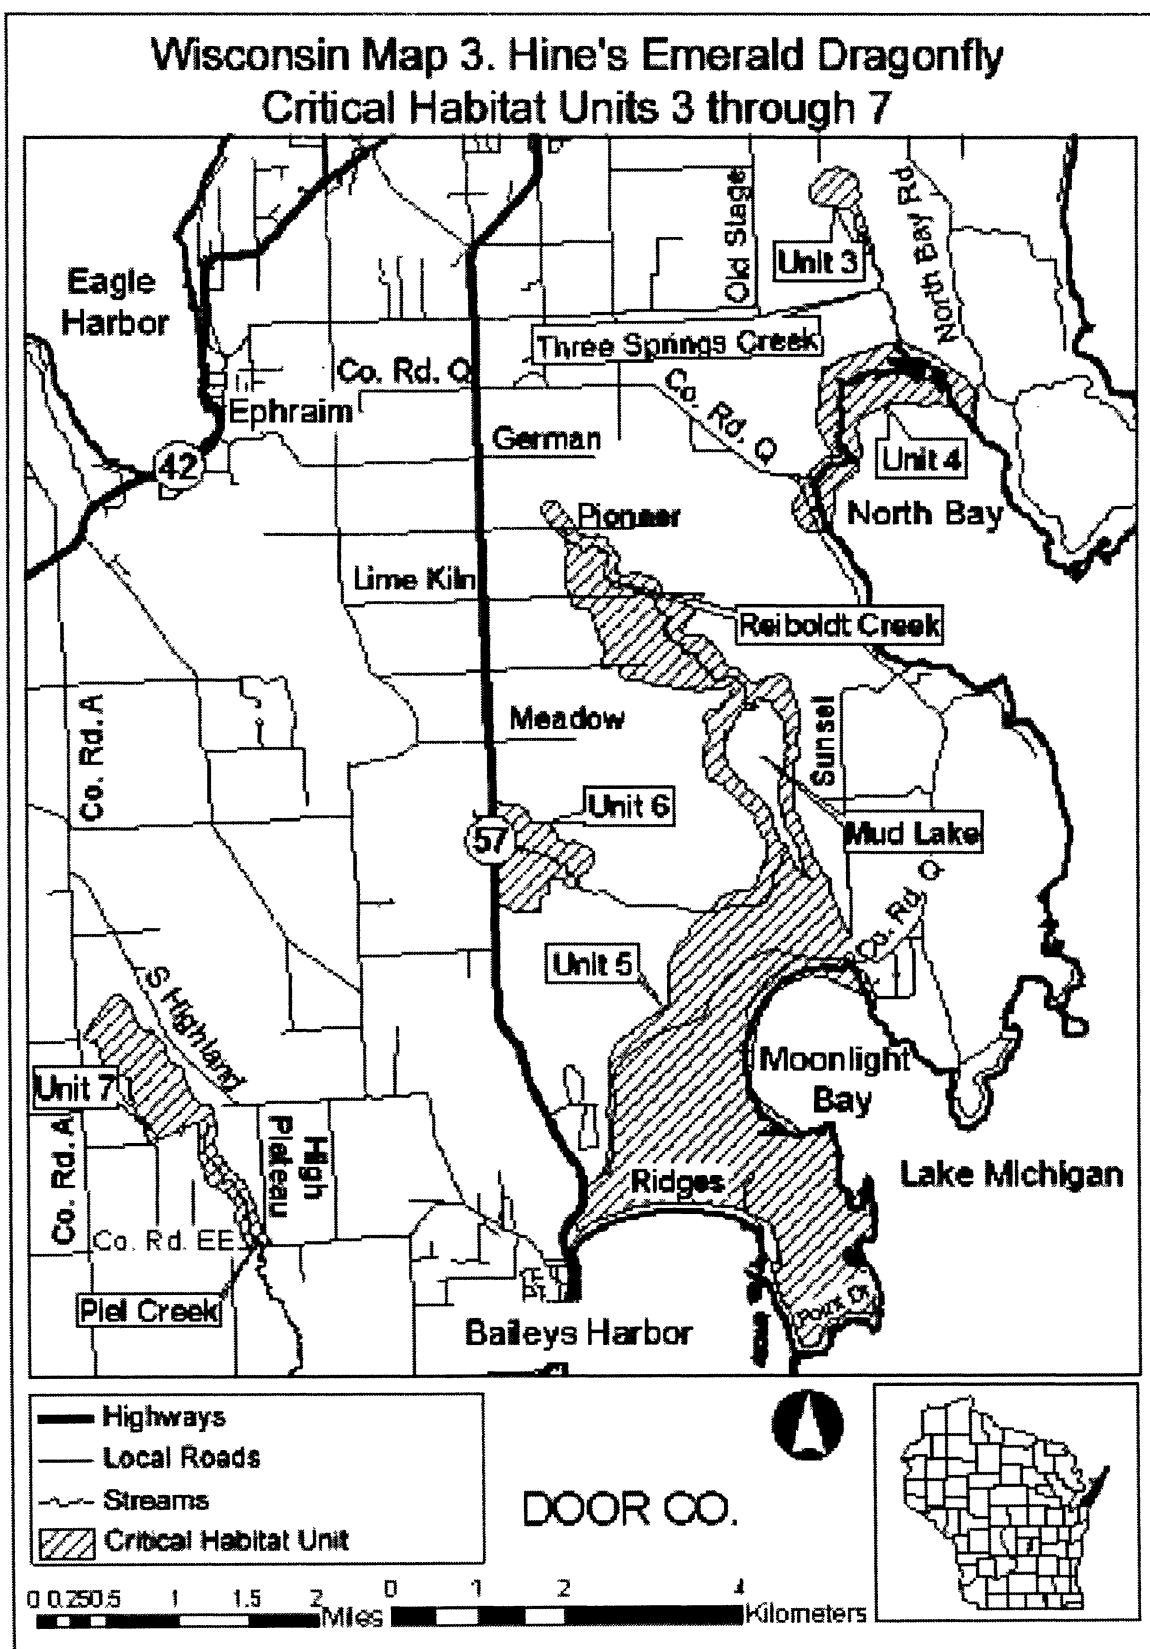 Wisconsin Map 3. Hine's Emerald Dragonfly
Critical Habitat Units 3 through 7
Old Stage
North Bay Rd
Unit 3
Eagle
Harbor
Three Springs Creek
Co. Rd. Q
Co. Rd. Q
Ephraim
German
42
Unit 4
North Bay
Pioneer
Lime Kiln
Reiboldt Creek
Co. Rd. A
Meadow
Sunset
Unit 6
57
Mud Lake
Co. Rd. Q
Unit 5
S Highland
Moonlight
Bay
Unit 7
Co. Rd. A
High
Plateau
Ridges
Lake Michigan
Co. Rd. EE
Piel Creek
Point Dr
Baileys Harbor
Highways
Local Roads
Streams
Critical Habitat Unit
DOOR CO.
0 0.25 0.5 1 1.5 2
Miles
0 1 2 4
Kilometers